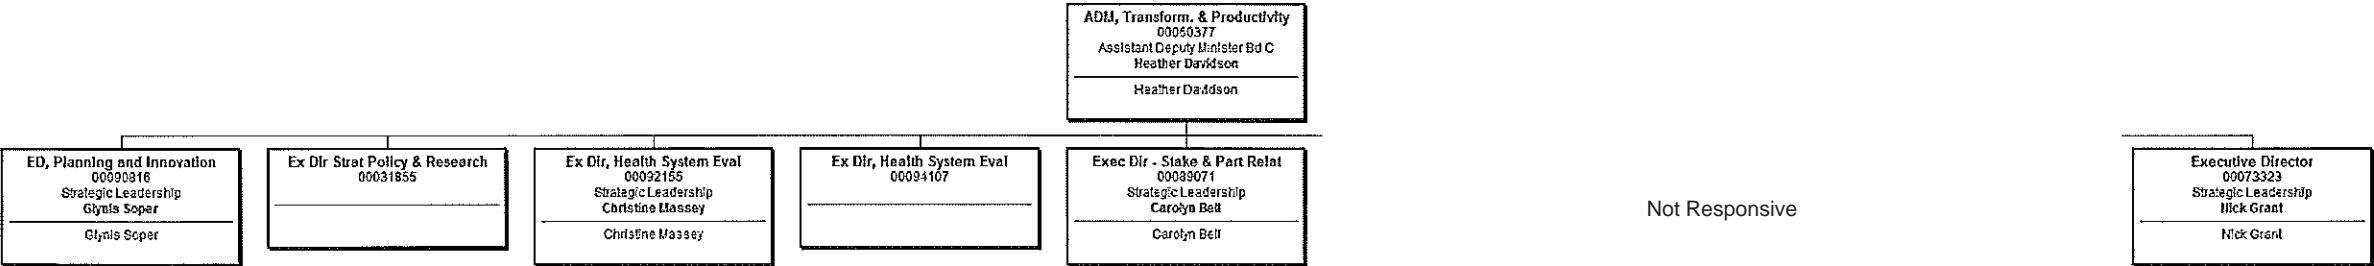 ADM, Transform. & Productivity
00060377
Assistant Deputy Minister Bd C
Heather Davidson
Heather Davidson
ED, Planning and Innovation
00090816
Strategic Leadership
Glynis Soper
Glynis Soper
Ex Dir Strat Policy & Research
00031855
Ex Dir, Health System Eval
00092155
Strategic Leadership
Christine Massey
Christine Massey
Ex Dir, Health System Eval
00094107
Exec Dir - Stake & Part Relat
00089071
Strategic Leadership
Carolyn Bell
Carolyn Bell
Not Responsive
Executive Director
00073323
Strategic Leadership
Nick Grant
Nick Grant